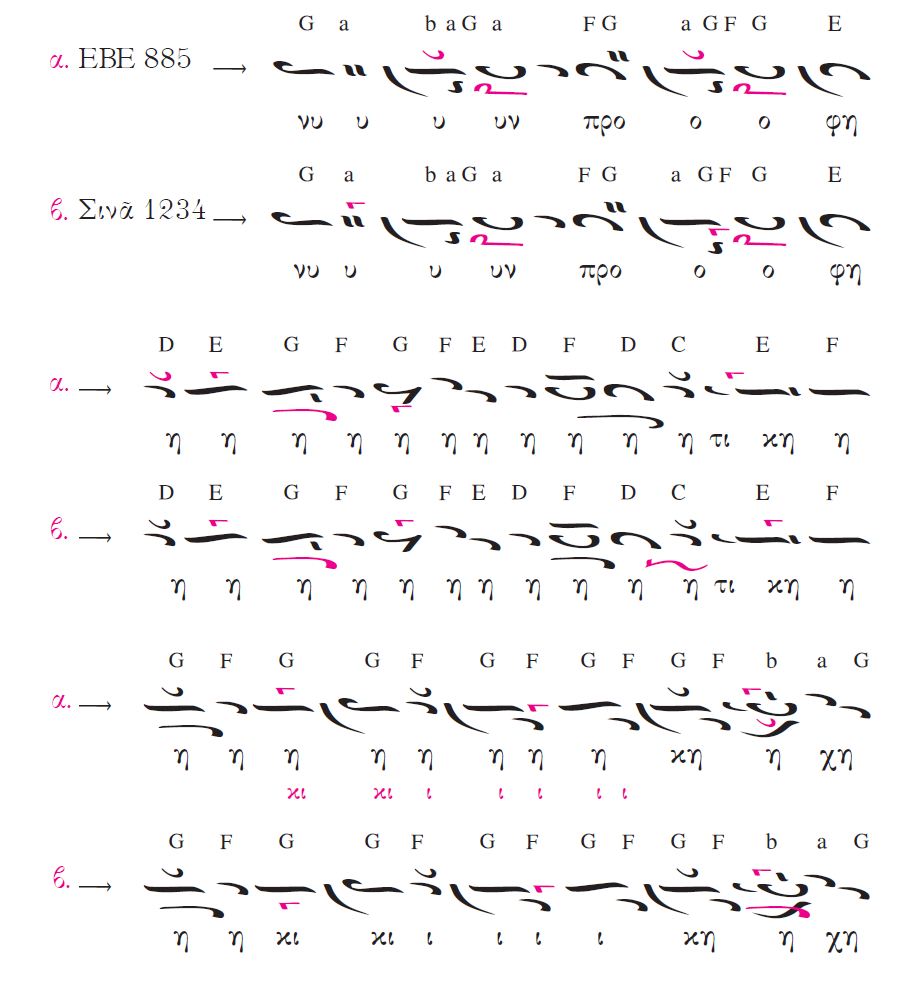 G a b a G a F G a G F G E
α. ΕΒΕ 885 →
νυ υ υ υν προ ο ο φη
G a b a G a F G a G F G E
β. Σινᾶ 1234 →
νυ υ υ υν προ ο ο φη
D E G F G F E D F D C E F
α. →
η η η η η η η η η η η τι κη η
D E G F G F E D F D C E F
β. →
η η η η η η η η η η η τι κη η
G F G G F G F G F G F b a G
α. →
η η η η η η η η κη η χη
κι κι ι ι ι ι ι
G F G G F G F G F G F b a G
β. →
η η κι κι ι ι ι ι κη η χη